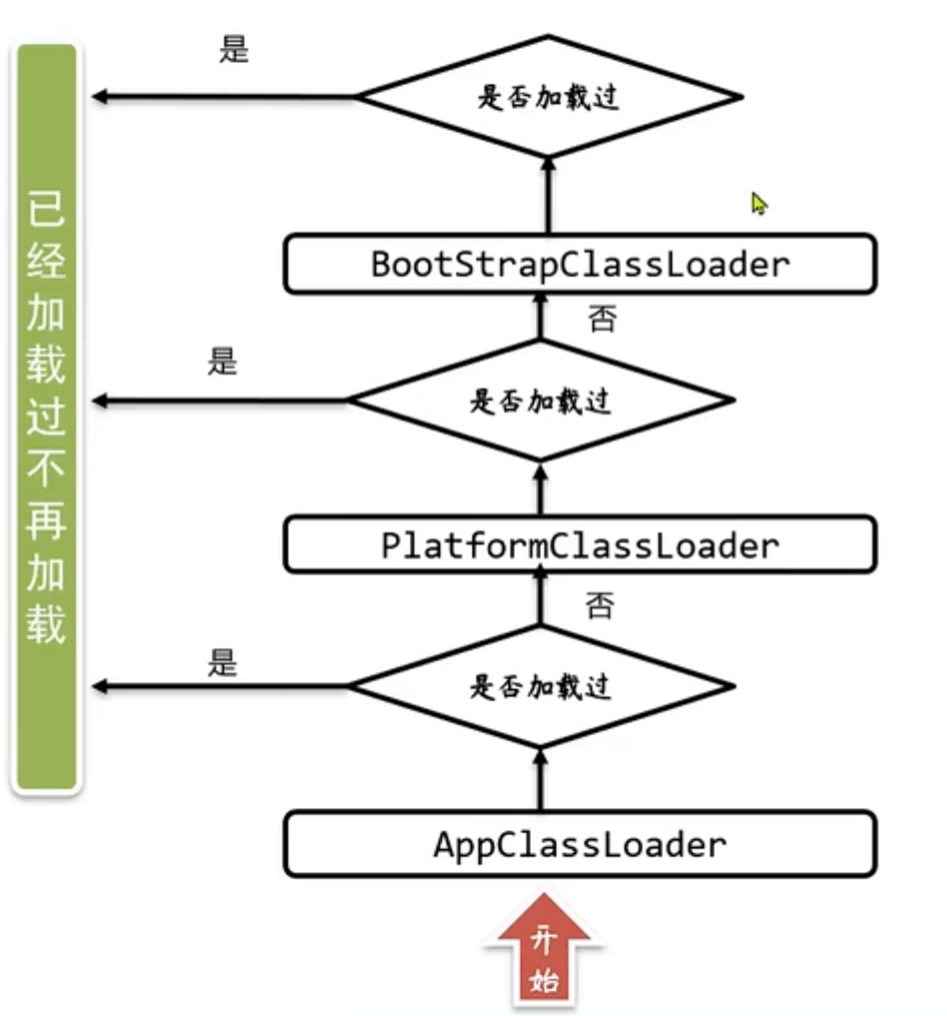 是
是否加载过
BootStrapClassLoader
否
是
是否加载过
PlatformClassLoader
否
是
是否加载过
AppClassLoader
开始
已经加载过不再加载